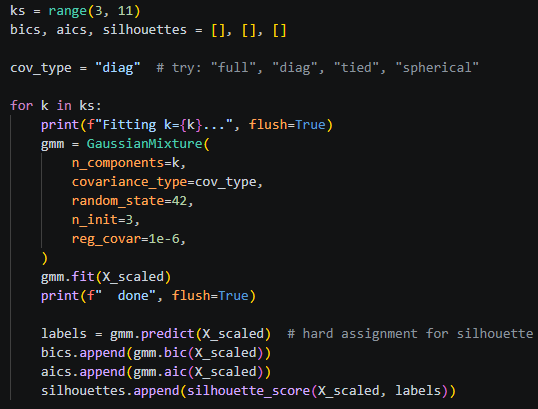 ks = range(3, 11)
bics, aics, silhouettes = [], [], []

cov_type = "diag"  # try: "full", "diag", "tied", "spherical"

for k in ks:
    print(f"Fitting k={k}...", flush=True)
    gmm = GaussianMixture(
        n_components=k,
        covariance_type=cov_type,
        random_state=42,
        n_init=3,
        reg_covar=1e-6,
    )
    gmm.fit(X_scaled)
    print(f"  done", flush=True)

    labels = gmm.predict(X_scaled)  # hard assignment for silhouette
    bics.append(gmm.bic(X_scaled))
    aics.append(gmm.aic(X_scaled))
    silhouettes.append(silhouette_score(X_scaled, labels))